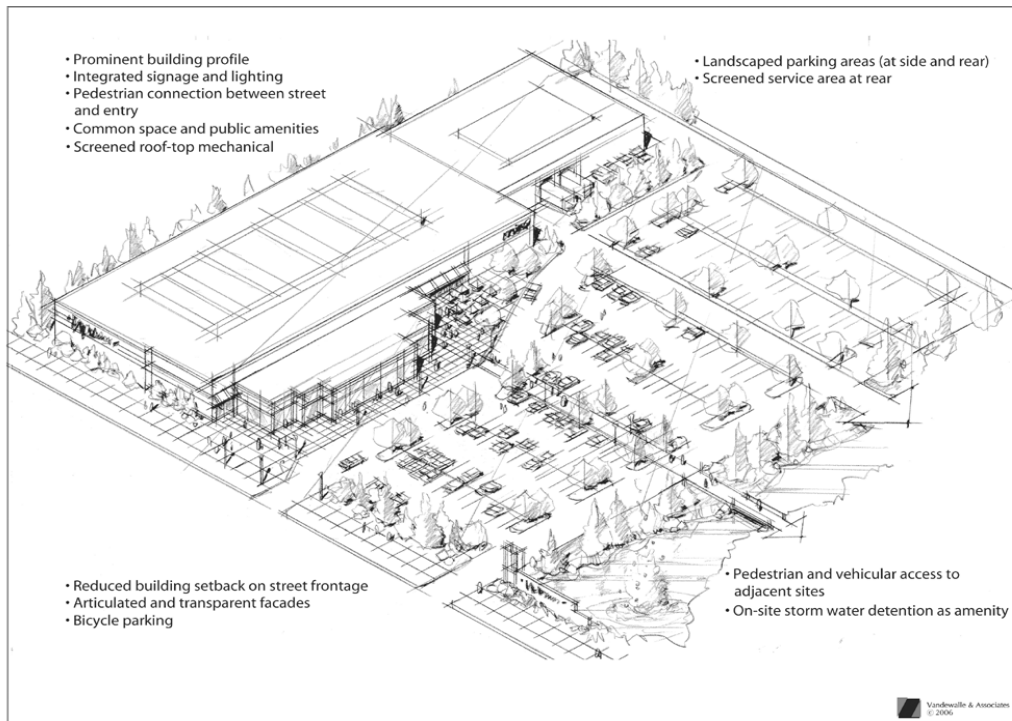 • Prominent building profile
• Integrated signage and lighting
• Pedestrian connection between street
and entry
• Common space and public amenities
• Screened roof-top mechanical
• Landscaped parking areas (at side and rear)
• Screened service area at rear
• Reduced building setback on street frontage
• Articulated and transparent facades
• Bicycle parking
• Pedestrian and vehicular access to
adjacent sites
• On-site storm water detention as amenity
Vandewalle & Associates
© 2006